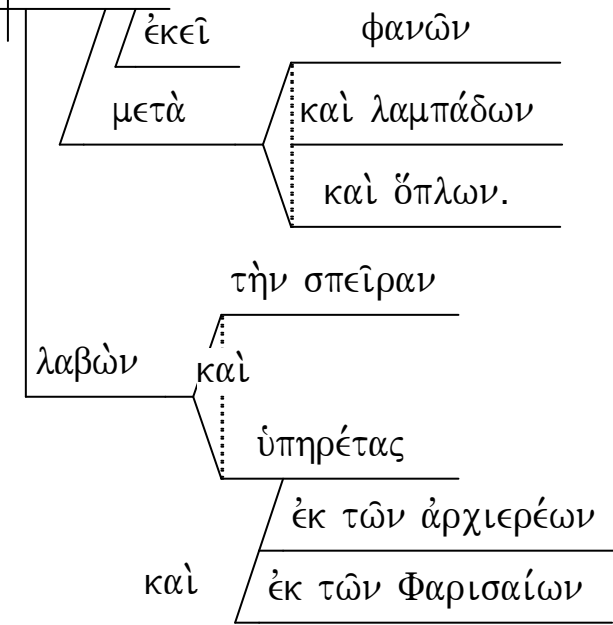 ἐκεῖ
φανῶν
μετὰ
καὶ λαμπάδων
καὶ ὅπλων.
τὴν σπεῖραν
λαβὼν
καὶ
ὑπηρέτας
ἐκ τῶν ἀρχιερέων
καὶ
ἐκ τῶν Φαρισαίων